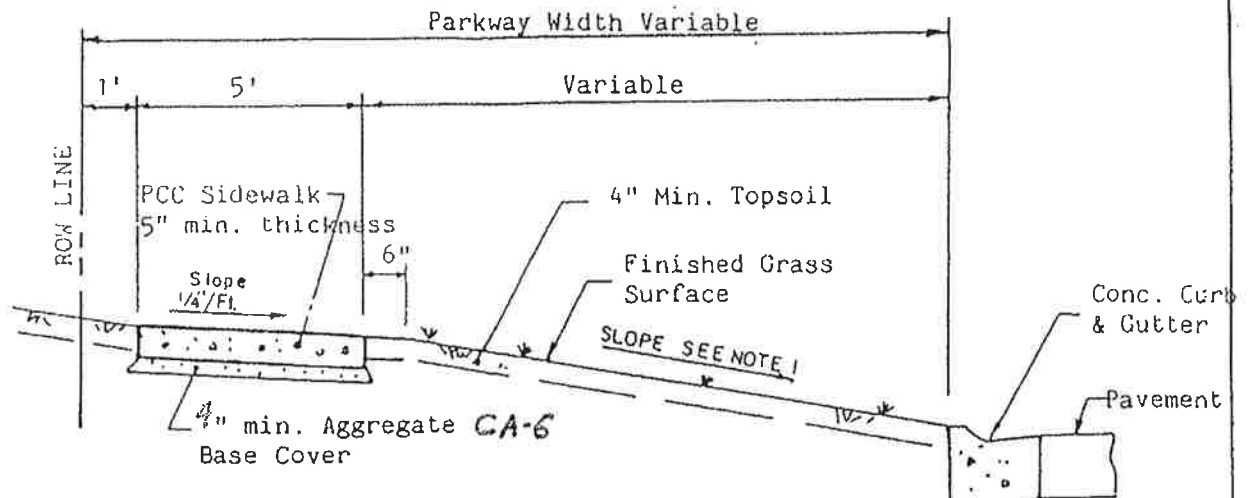 Parkway Width Variable
1'
5'
Variable
ROW LINE
PCC Sidewalk
5" min. thickness
6"
4" Min. Topsoil
Slope
1/4"/Ft.
Finished Grass
Surface
SLOPE SEE NOTE 1
Conc. Curb
& Gutter
Pavement
4" min. Aggregate CA-6
Base Cover